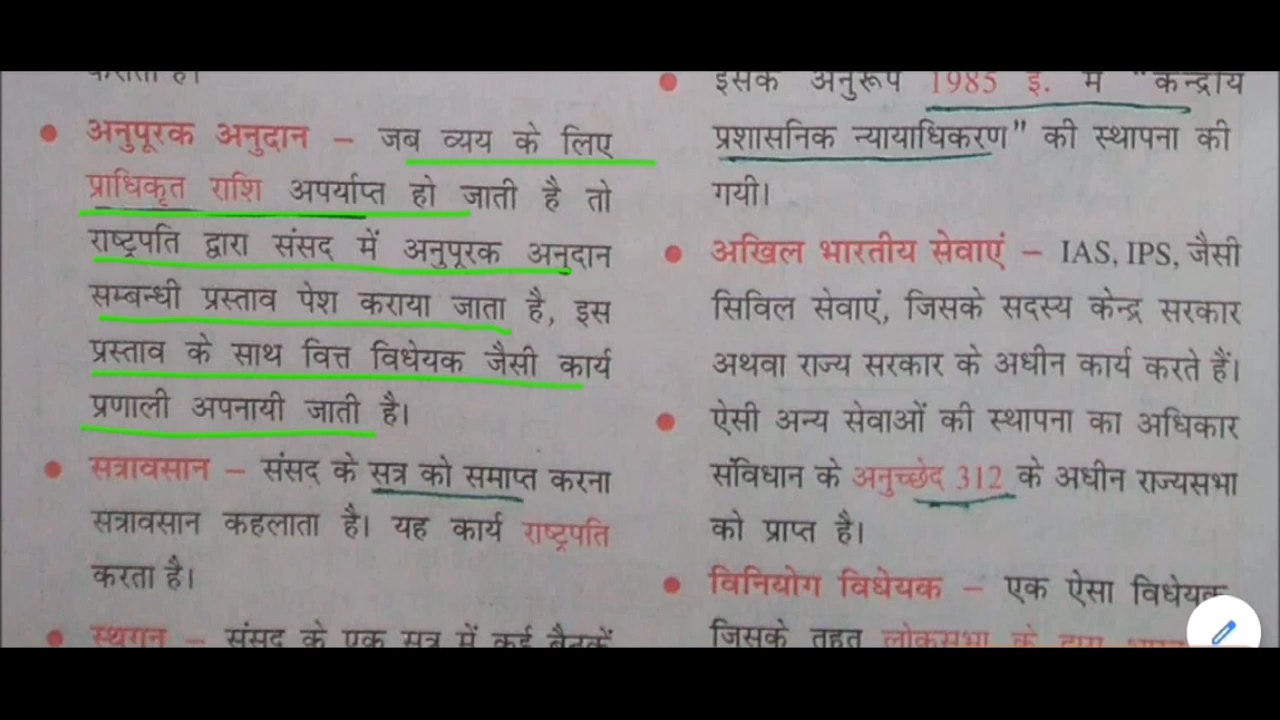 कराता है।
अनुपूरक अनुदान – जब व्यय के लिए
प्राधिकृत राशि अपर्याप्त हो जाती है तो
राष्ट्रपति द्वारा संसद में अनुपूरक अनुदान
सम्बन्धी प्रस्ताव पेश कराया जाता है, इस
प्रस्ताव के साथ वित्त विधेयक जैसी कार्य
प्रणाली अपनायी जाती है।
सत्रावसान – संसद के सत्र को समाप्त करना
सत्रावसान कहलाता है। यह कार्य राष्ट्रपति
करता है।
स्थगन – संसद के एक सत्र में कई बैठकें
इसके अनुरूप 1985 ई. में "केन्द्रीय
प्रशासनिक न्यायाधिकरण" की स्थापना की
गयी।
अखिल भारतीय सेवाएं – IAS, IPS, जैसी
सिविल सेवाएं, जिसके सदस्य केन्द्र सरकार
अथवा राज्य सरकार के अधीन कार्य करते हैं।
ऐसी अन्य सेवाओं की स्थापना का अधिकार
संविधान के अनुच्छेद 312 के अधीन राज्यसभा
को प्राप्त है।
विनियोग विधेयक – एक ऐसा विधेयक
जिसके तहत लोकसभा के द्वारा